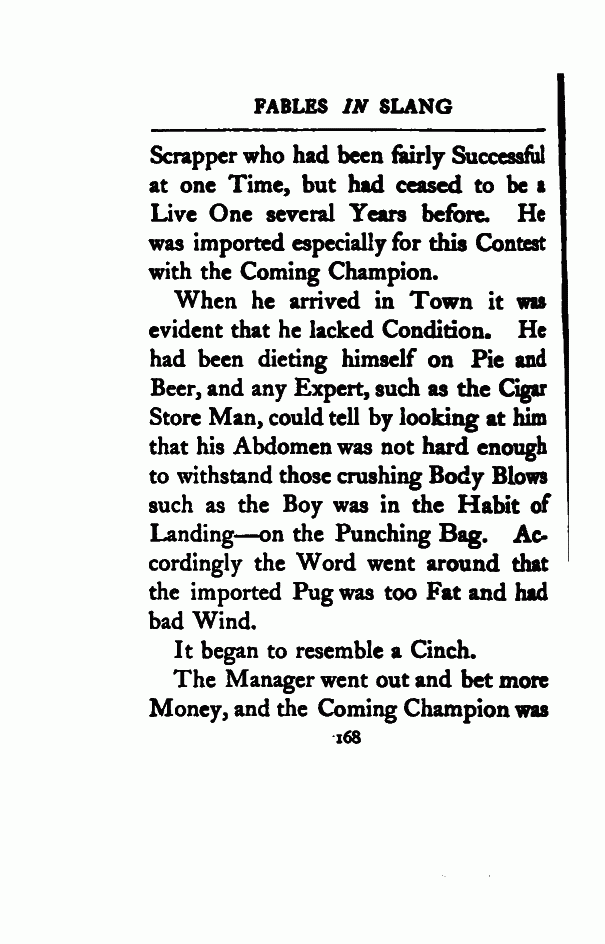 FABLES IN SLANG
Scrapper who had been fairly Successful
at one Time, but had ceased to be a
Live One several Years before. He
was imported especially for this Contest
with the Coming Champion.
When he arrived in Town it was
evident that he lacked Condition. He
had been dieting himself on Pie and
Beer, and any Expert, such as the Cigar
Store Man, could tell by looking at him
that his Abdomen was not hard enough
to withstand those crushing Body Blows
such as the Boy was in the Habit of
Landing—on the Punching Bag. Ac-
cordingly the Word went around that
the imported Pug was too Fat and had
bad Wind.
It began to resemble a Cinch.
The Manager went out and bet more
Money, and the Coming Champion was
168